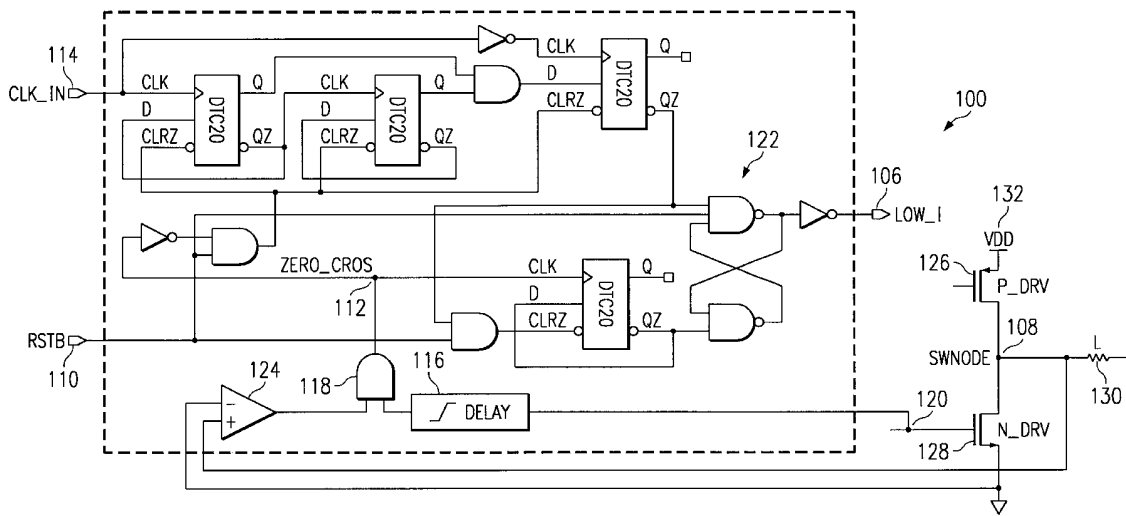 CLK_IN
114
CLK
D
CLRZ
DTC20
Q
QZ
CLK
D
CLRZ
DTC20
Q
QZ
CLK
D
CLRZ
DTC20
Q
QZ
100
122
106
LOW_I
132
VDD
126
P_DRV
ZERO_CROS
112
CLK
D
CLRZ
DTC20
Q
QZ
RSTB
110
108
SWNODE
L
130
124
118
116
DELAY
120
N_DRV
128
−
+